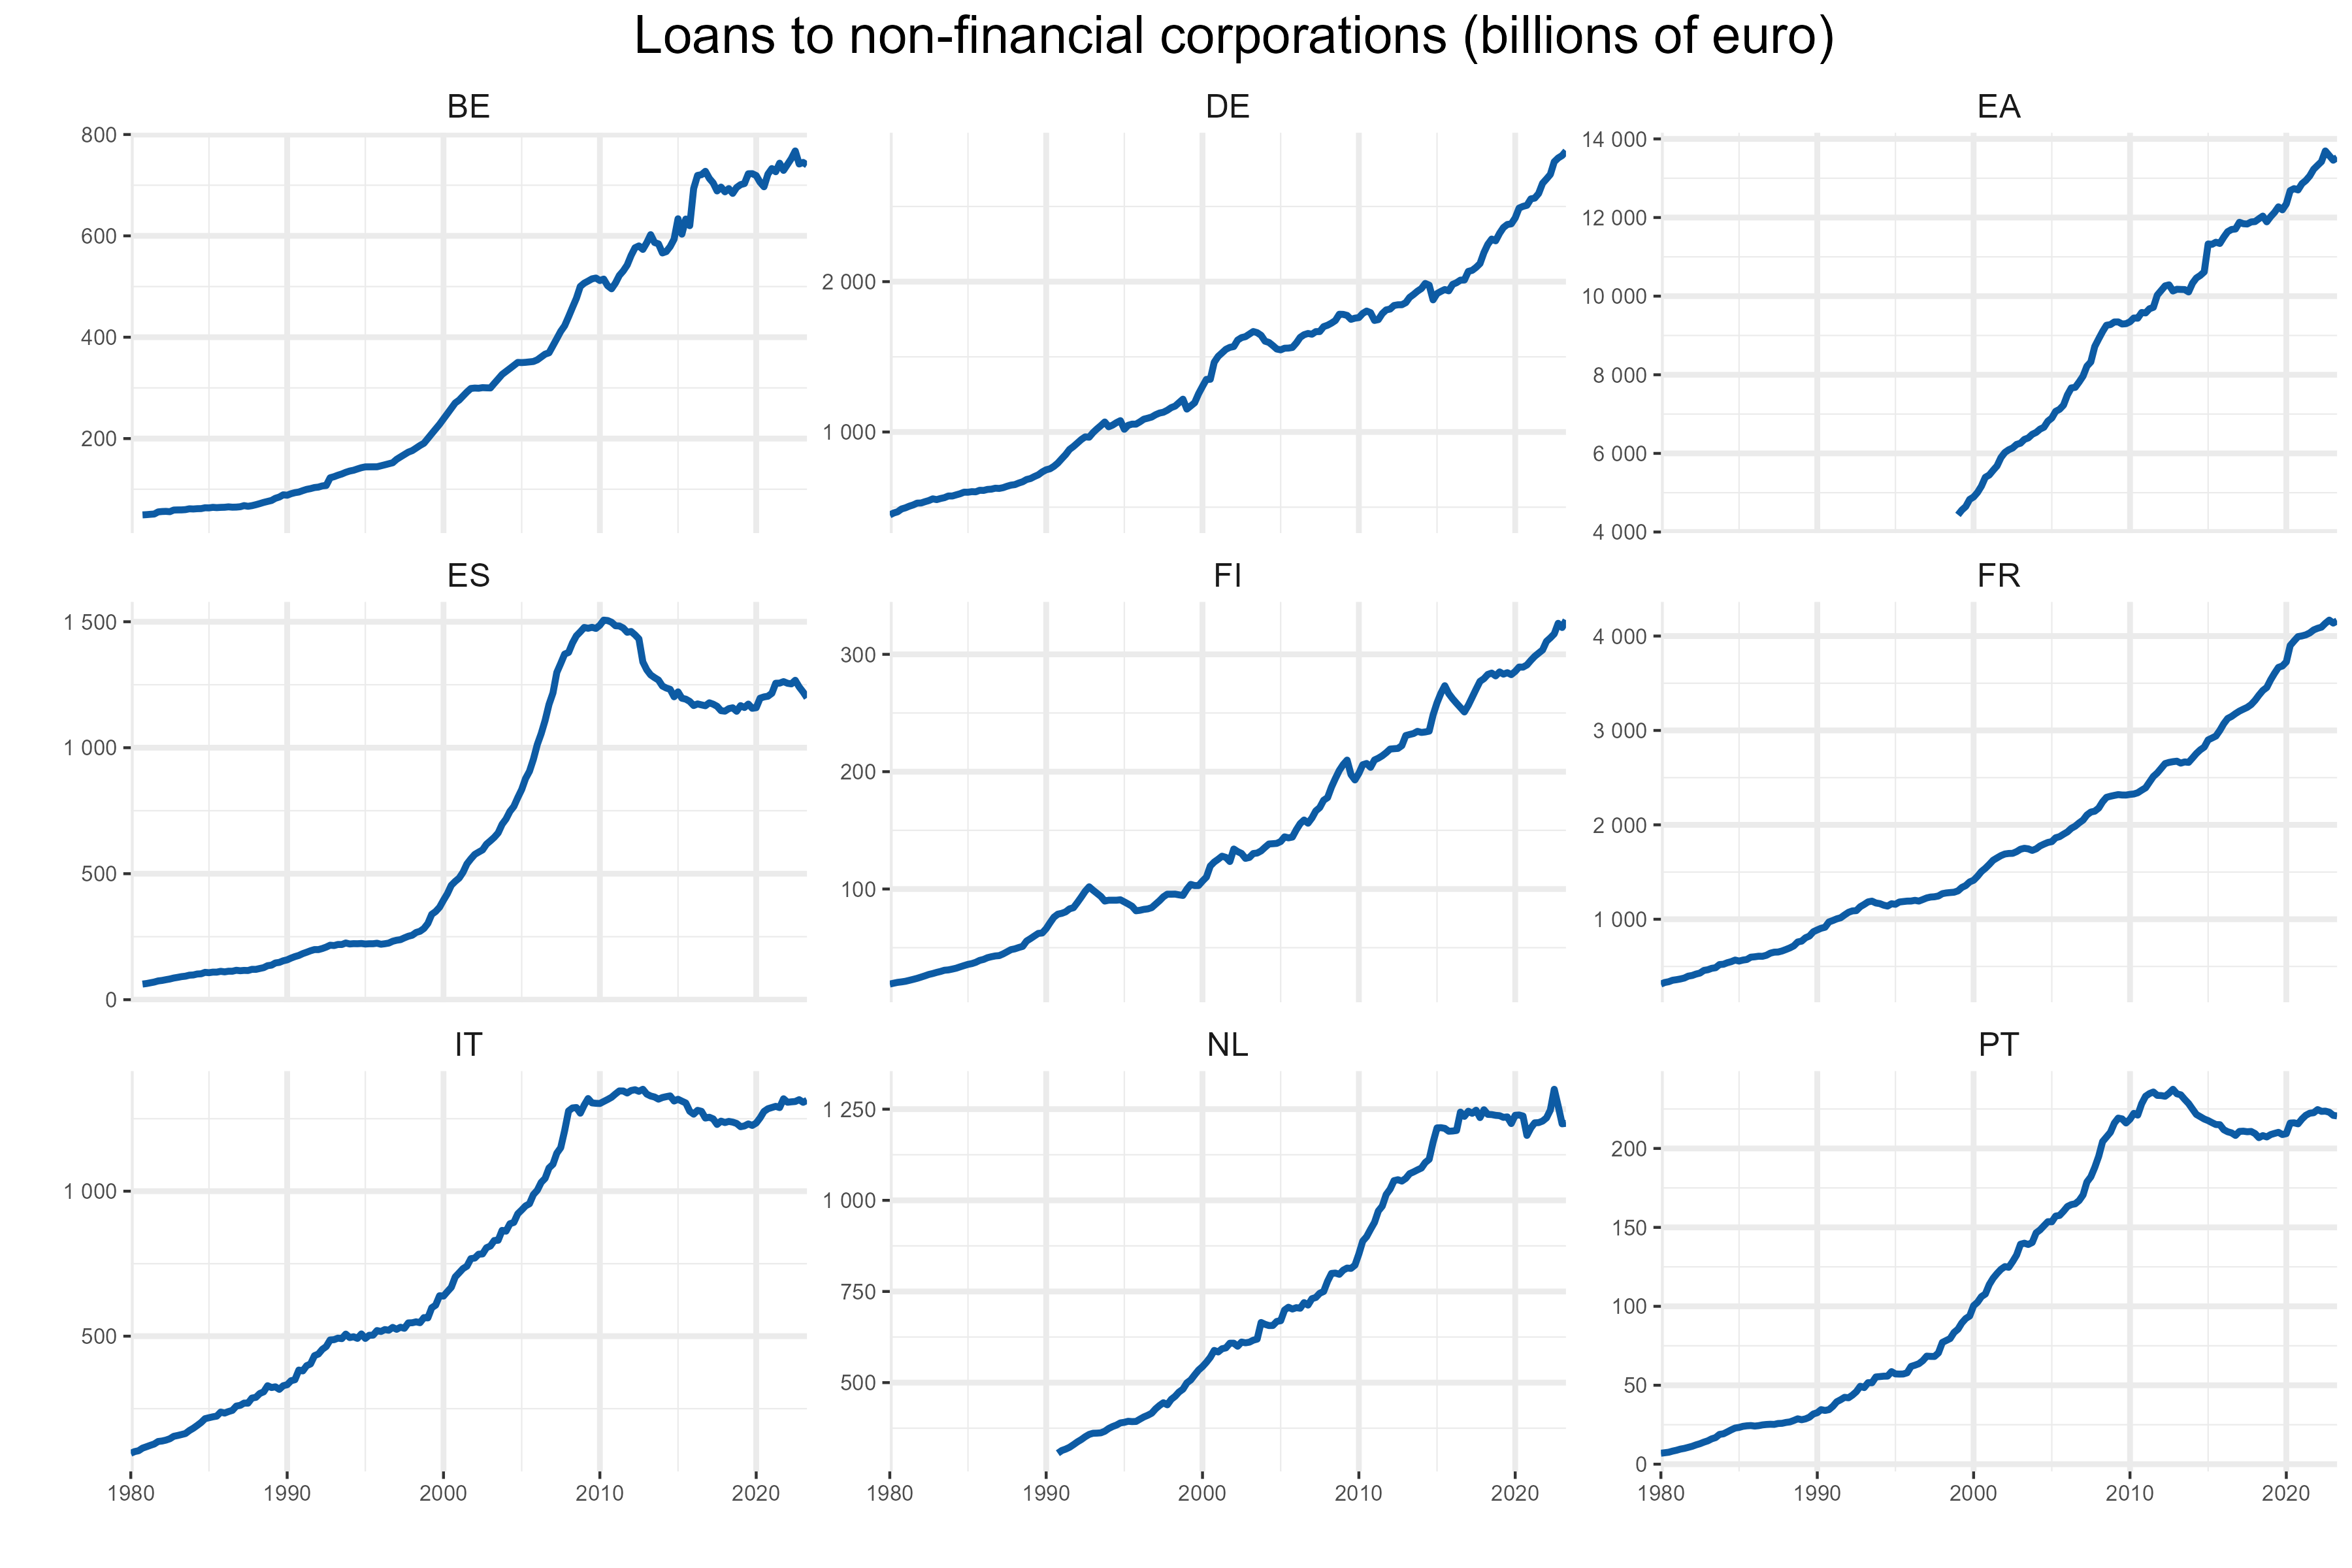 Loans to non-financial corporations (billions of euro)
BE
DE
EA
800
600
400
200
2 000
1 000
14 000
12 000
10 000
8 000
6 000
4 000
ES
FI
FR
1 500
1 000
500
0
300
200
100
4 000
3 000
2 000
1 000
IT
NL
PT
1 000
500
1 250
1 000
750
500
200
150
100
50
0
1980 1990 2000 2010 2020
1980 1990 2000 2010 2020
1980 1990 2000 2010 2020